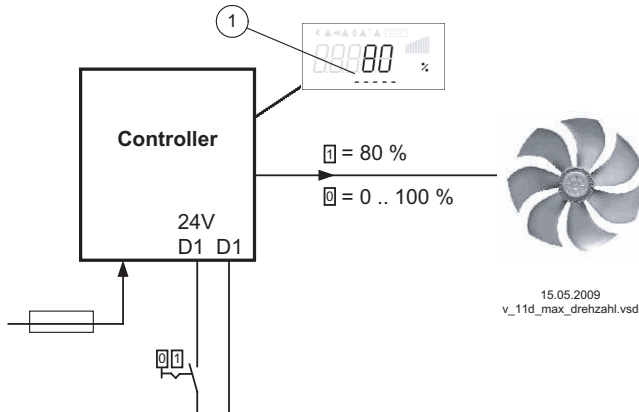 1
80
%
Controller
1 = 80 %
0 = 0 .. 100 %
24V
D1 D1
15.05.2009
v_11d_max_drehzahl.vsd
0 1